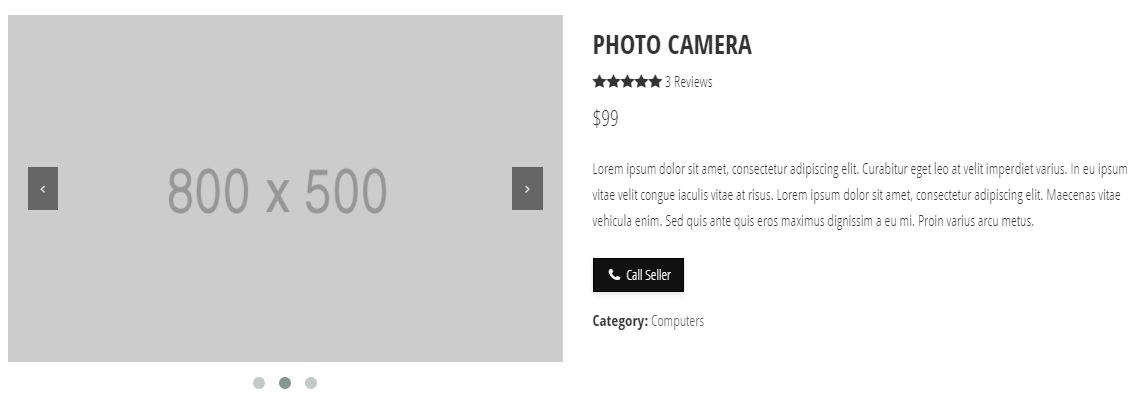 800 x 500
PHOTO CAMERA
3 Reviews
$99
Lorem ipsum dolor sit amet, consectetur adipiscing elit. Curabitur eget leo at velit imperdiet varius. In eu ipsum
vitae velit congue iaculis vitae at risus. Lorem ipsum dolor sit amet, consectetur adipiscing elit. Maecenas vitae
vehicula enim. Sed quis ante quis eros maximus dignissim a eu mi. Proin varius arcu metus.
Call Seller
Category: Computers